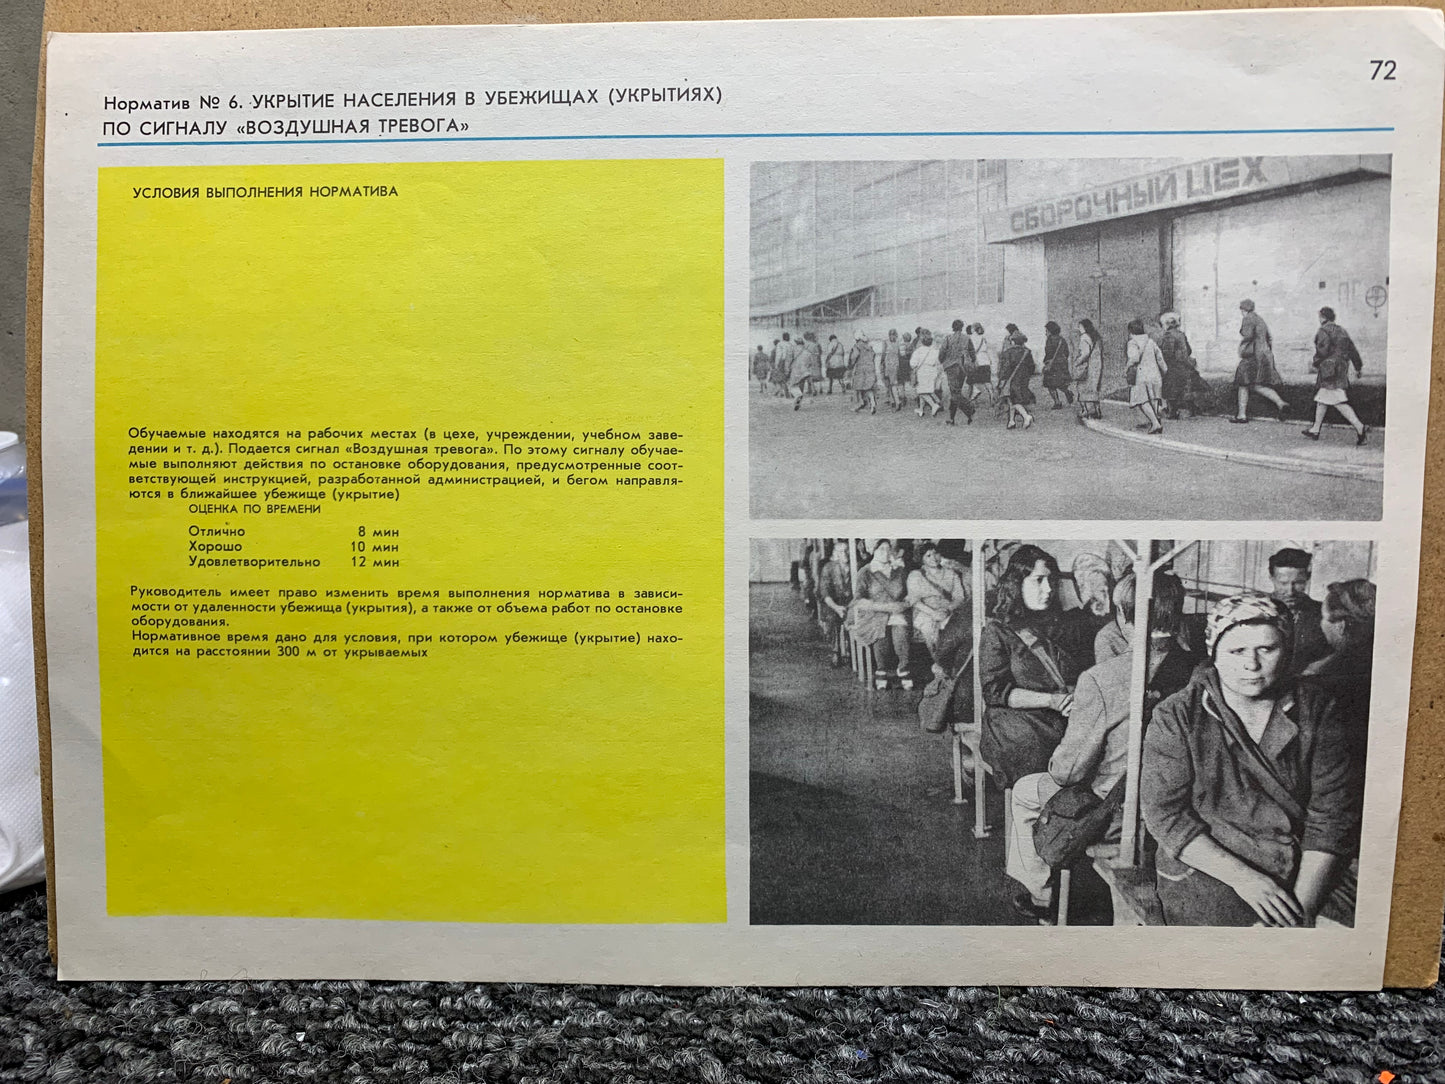 72
Норматив № 6. УКРЫТИЕ НАСЕЛЕНИЯ В УБЕЖИЩАХ (УКРЫТИЯХ)
ПО СИГНАЛУ «ВОЗДУШНАЯ ТРЕВОГА»
УСЛОВИЯ ВЫПОЛНЕНИЯ НОРМАТИВА
Обучаемые находятся на рабочих местах (в цехе, учреждении, учебном заве-
дении и т. д.). Подается сигнал «Воздушная тревога». По этому сигналу обучае-
мые выполняют действия по остановке оборудования, предусмотренные соот-
ветствующей инструкцией, разработанной администрацией, и бегом направля-
ются в ближайшее убежище (укрытие)
ОЦЕНКА ПО ВРЕМЕНИ
Отлично 8 мин
Хорошо 10 мин
Удовлетворительно 12 мин
Руководитель имеет право изменить время выполнения норматива в зависи-
мости от удаленности убежища (укрытия), а также от объема работ по остановке
оборудования.
Нормативное время дано для условия, при котором убежище (укрытие) нахо-
дится на расстоянии 300 м от укрываемых
СБОРОЧНЫЙ ЦЕХ
ПГ